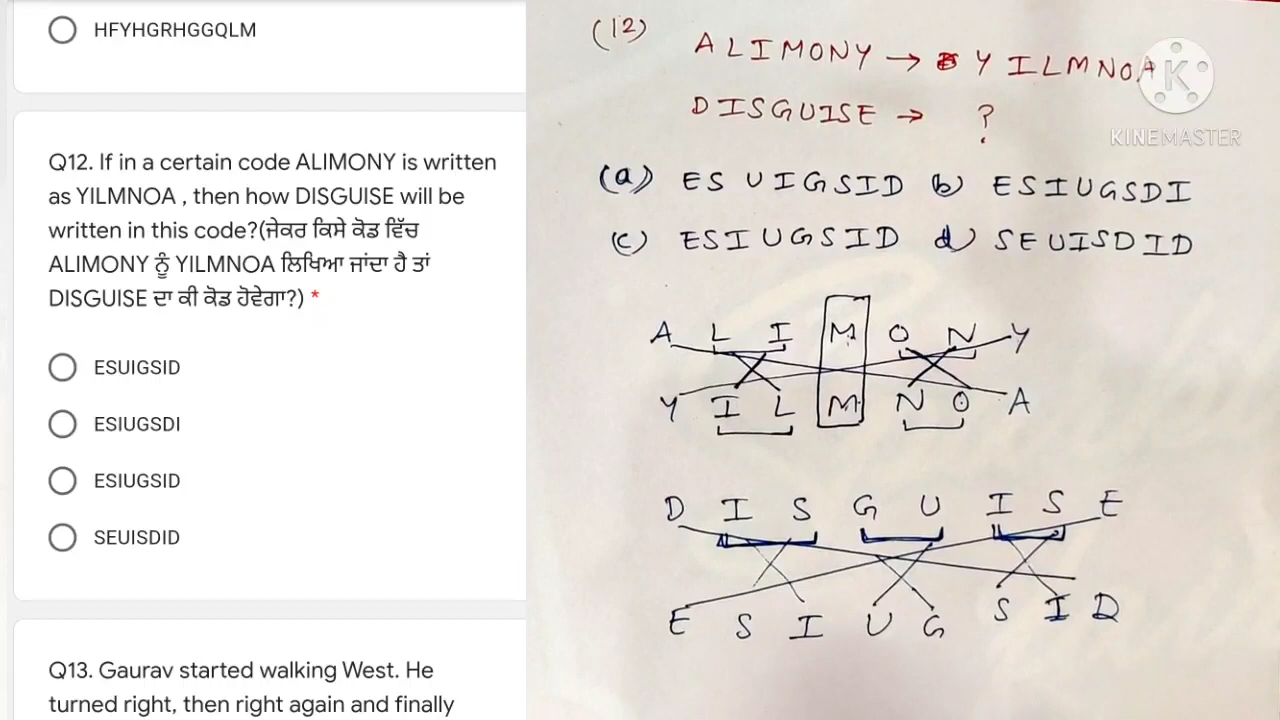 HFYHGRHGGQLM
Q12. If in a certain code ALIMONY is written
as YILMNOA , then how DISGUISE will be
written in this code?(ਜੇਕਰ ਕਿਸੇ ਕੋਡ ਵਿੱਚ
ALIMONY ਨੂੰ YILMNOA ਲਿਖਿਆ ਜਾਂਦਾ ਹੈ ਤਾਂ
DISGUISE ਦਾ ਕੀ ਕੋਡ ਹੋਵੇਗਾ?) *
ESUIGSID
ESIUGSDI
ESIUGSID
SEUISDID
Q13. Gaurav started walking West. He
turned right, then right again and finally
(12)
ALIMONY → YILMNOA
DISGUISE → ?
(a) ESUIGSID b) ESIUGSDI
(c) ESIUGSID d) SEUISDID
A L I M O N Y
Y I L M N O A
D I S G U I S E
E S I U G S I D
K
KINEMASTER